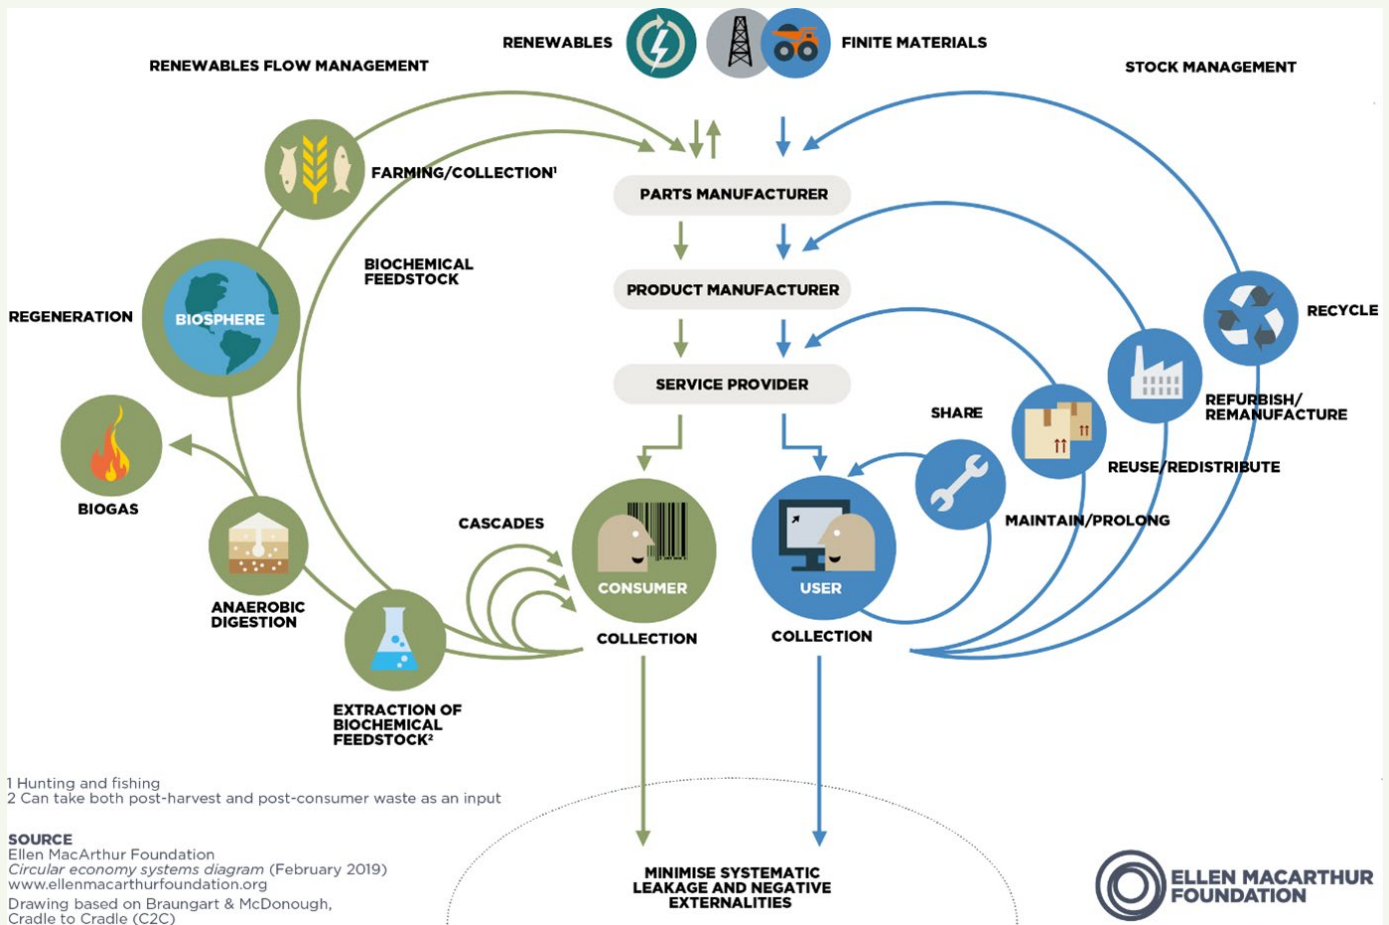 RENEWABLES
FINITE MATERIALS
RENEWABLES FLOW MANAGEMENT
STOCK MANAGEMENT
FARMING/COLLECTION¹
PARTS MANUFACTURER
BIOCHEMICAL
FEEDSTOCK
PRODUCT MANUFACTURER
REGENERATION
BIOSPHERE
RECYCLE
SERVICE PROVIDER
REFURBISH/
REMANUFACTURE
SHARE
REUSE/REDISTRIBUTE
BIOGAS
CASCADES
MAINTAIN/PROLONG
CONSUMER
USER
ANAEROBIC
DIGESTION
COLLECTION
COLLECTION
EXTRACTION OF
BIOCHEMICAL
FEEDSTOCK²
1 Hunting and fishing
2 Can take both post-harvest and post-consumer waste as an input
SOURCE
Ellen MacArthur Foundation
Circular economy systems diagram (February 2019)
www.ellenmacarthurfoundation.org
Drawing based on Braungart & McDonough,
Cradle to Cradle (C2C)
MINIMISE SYSTEMATIC
LEAKAGE AND NEGATIVE
EXTERNALITIES
ELLEN MACARTHUR
FOUNDATION